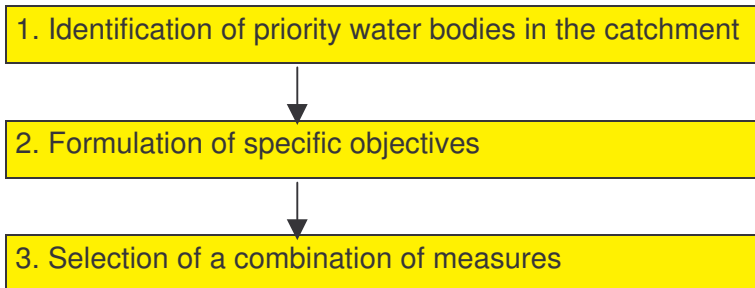 1. Identification of priority water bodies in the catchment
2. Formulation of specific objectives
3. Selection of a combination of measures